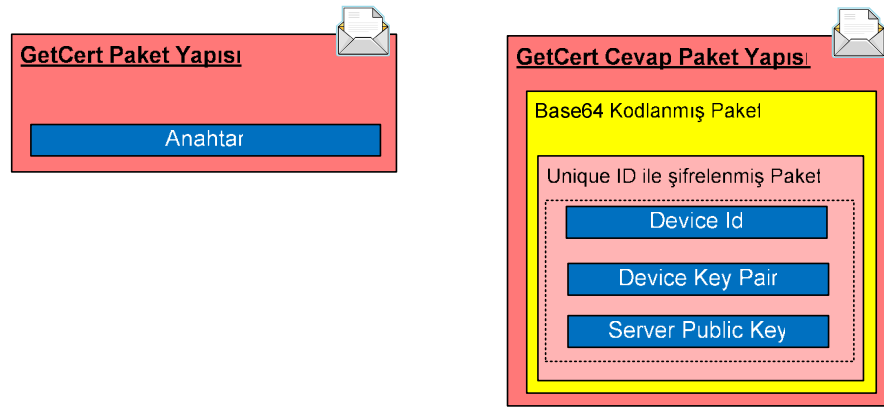 GetCert Paket Yapısı
Anahtar
GetCert Cevap Paket Yapısı
Base64 Kodlanmış Paket
Unique ID ile şifrelenmiş Paket
Device Id
Device Key Pair
Server Public Key